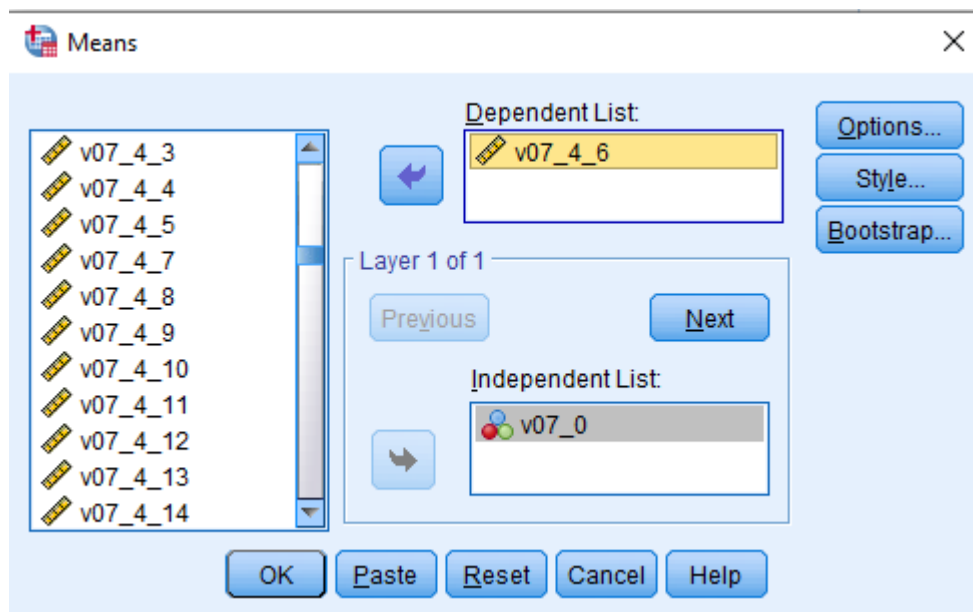 Means
v07_4_3
v07_4_4
v07_4_5
v07_4_7
v07_4_8
v07_4_9
v07_4_10
v07_4_11
v07_4_12
v07_4_13
v07_4_14
Dependent List:
v07_4_6
Layer 1 of 1
Previous
Next
Independent List:
v07_0
Options...
Style...
Bootstrap...
OK
Paste
Reset
Cancel
Help